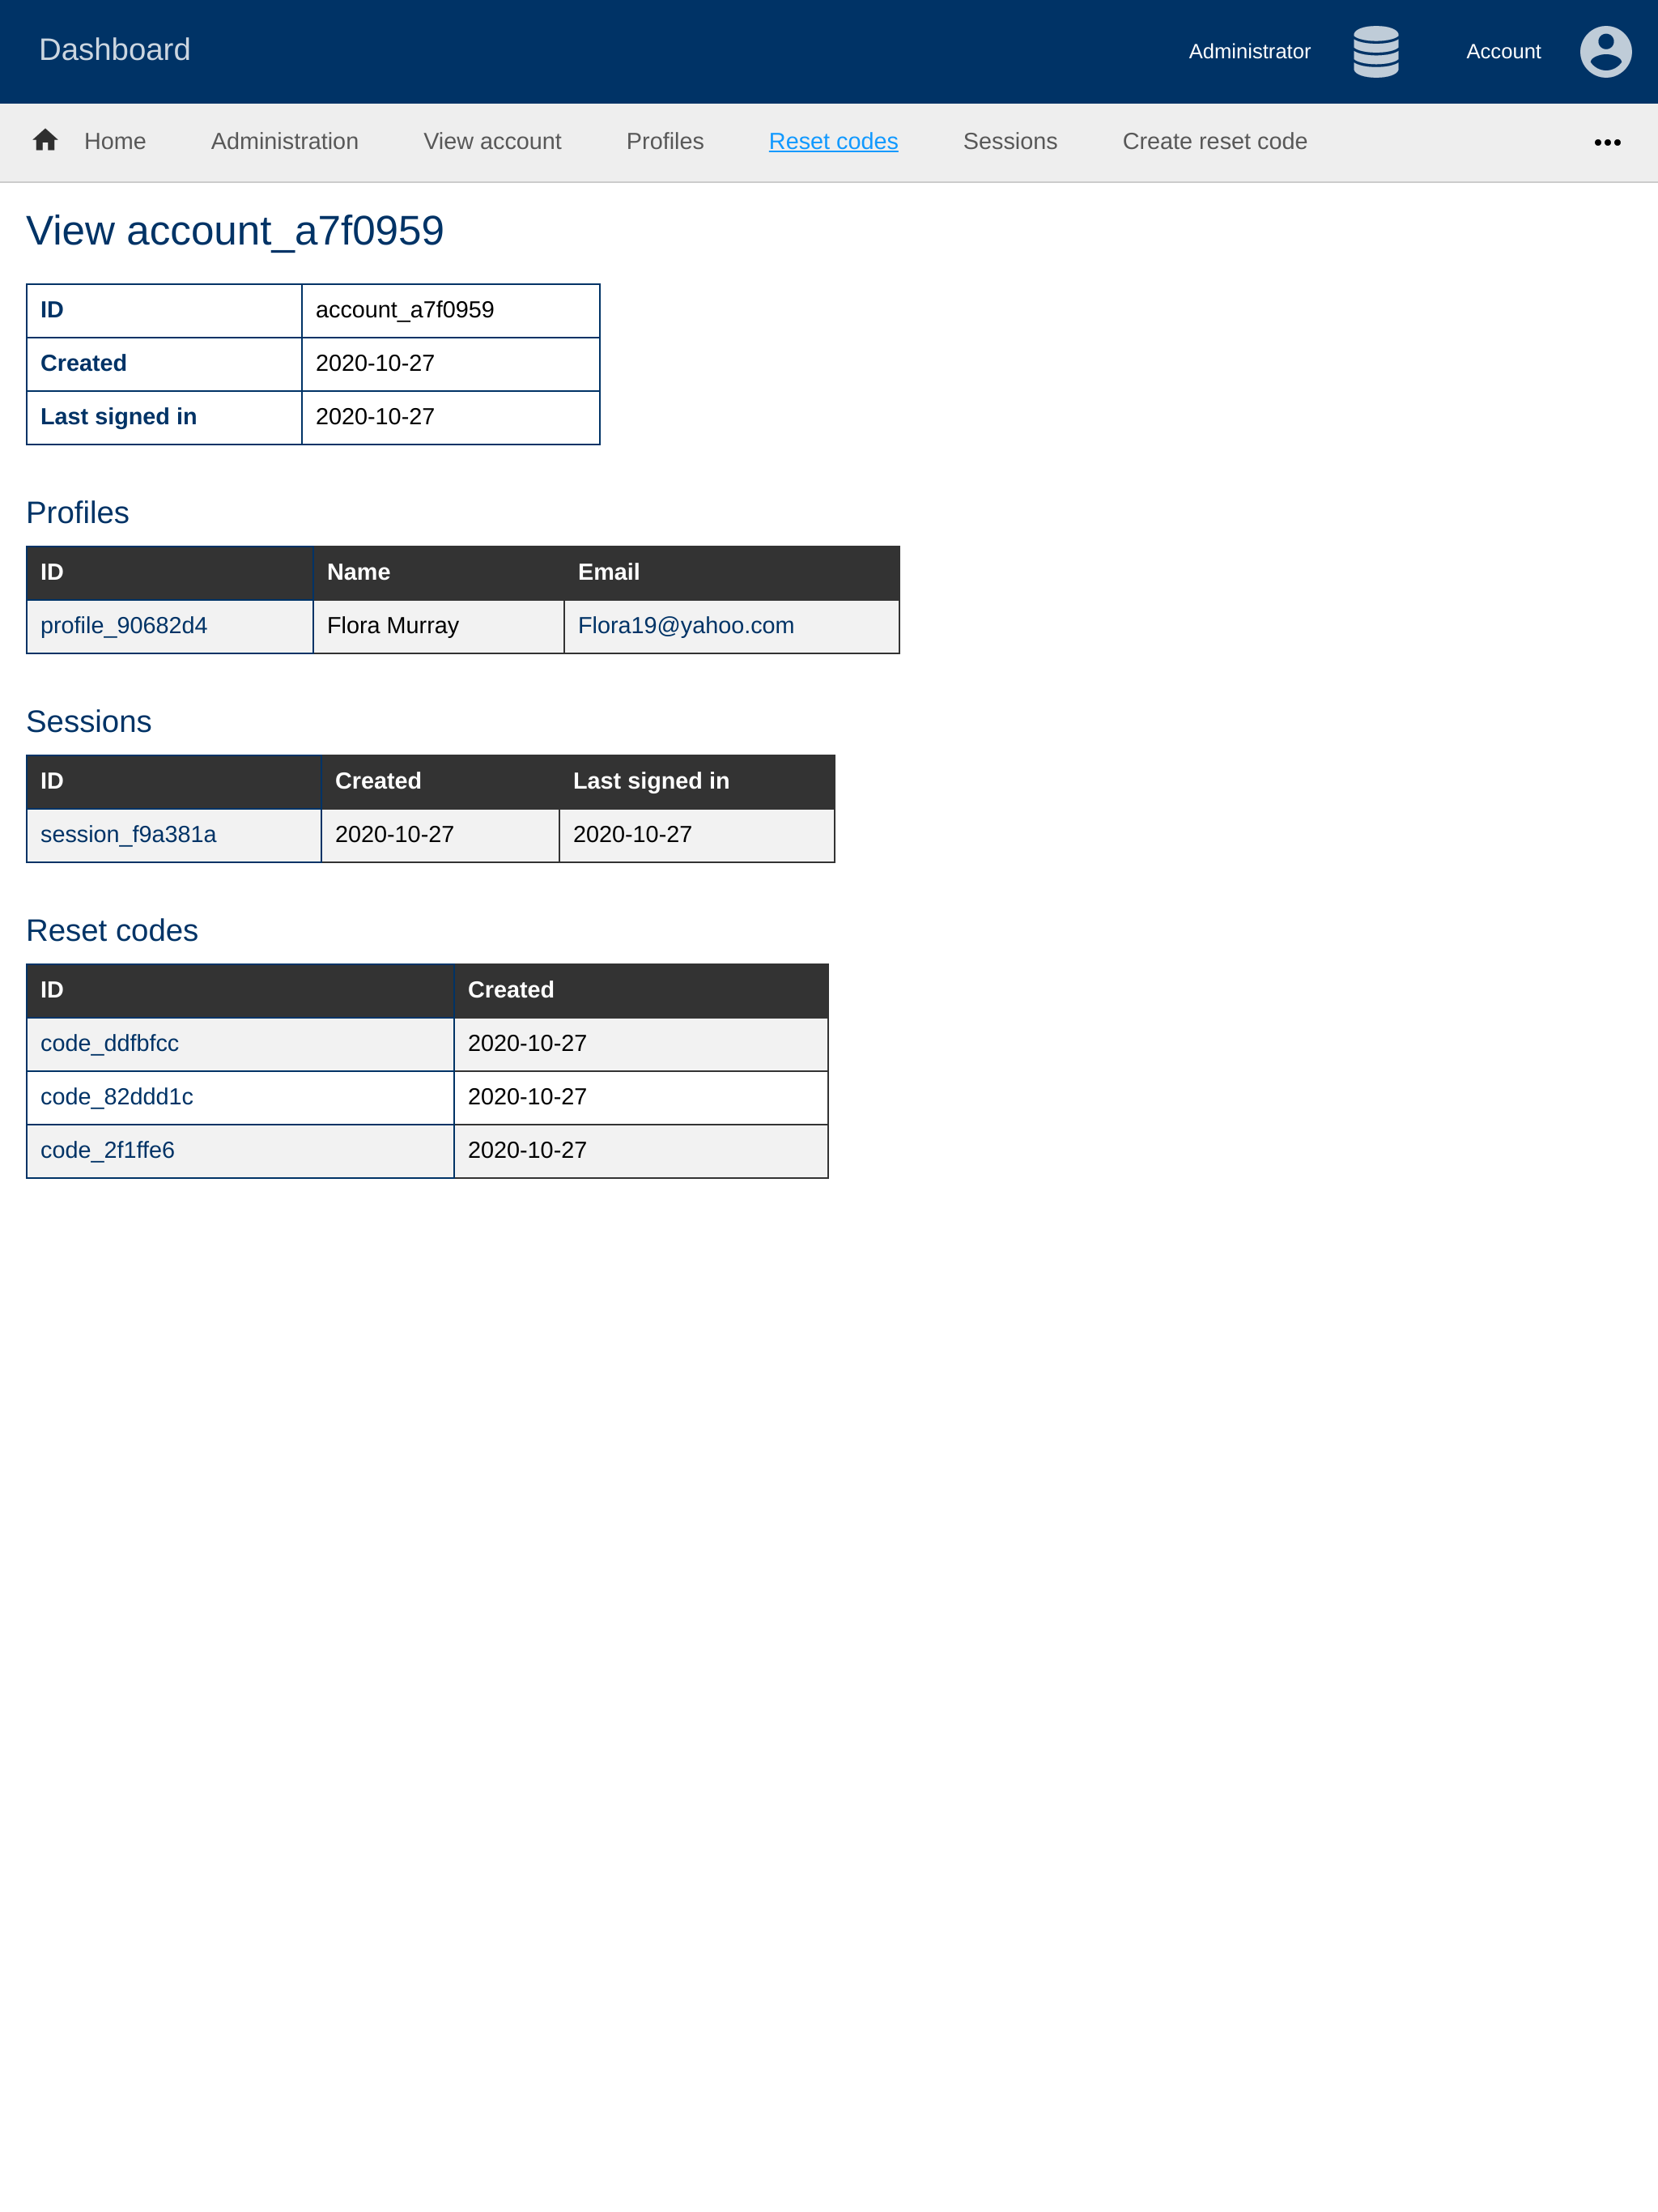 Dashboard Administrator Account
Home Administration View account Profiles Reset codes Sessions Create reset code
View account_a7f0959
ID account_a7f0959
Created 2020-10-27
Last signed in 2020-10-27
Profiles
ID Name Email
profile_90682d4 Flora Murray Flora19@yahoo.com
Sessions
ID Created Last signed in
session_f9a381a 2020-10-27 2020-10-27
Reset codes
ID Created
code_ddfbfcc 2020-10-27
code_82ddd1c 2020-10-27
code_2f1ffe6 2020-10-27